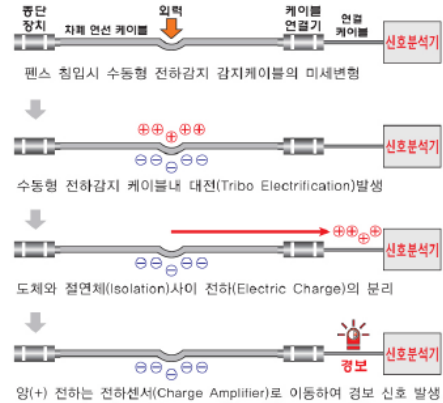 종단
장치
차폐 연선 케이블
외력
케이블
연결기
연결
케이블
신호분석기
펜스 침입시 수동형 전하감지 감지케이블의 미세변형
⊕⊕⊕⊕⊕
⊖⊖⊖⊖⊖
신호분석기
수동형 전하감지 케이블내 대전(Tribo Electrification)발생
⊕⊕⊕⊕
⊖⊖⊖⊖⊖
신호분석기
도체와 절연체(Isolation)사이 전하(Electric Charge)의 분리
⊖⊖⊖⊖⊖
경보
신호분석기
양(+) 전하는 전하센서(Charge Amplifier)로 이동하여 경보 신호 발생